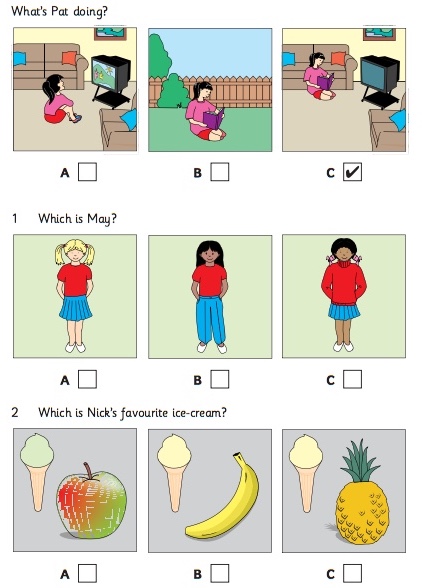 What's Pat doing?
A B C ✔
1 Which is May?
A B C
2 Which is Nick's favourite ice-cream?
A B C